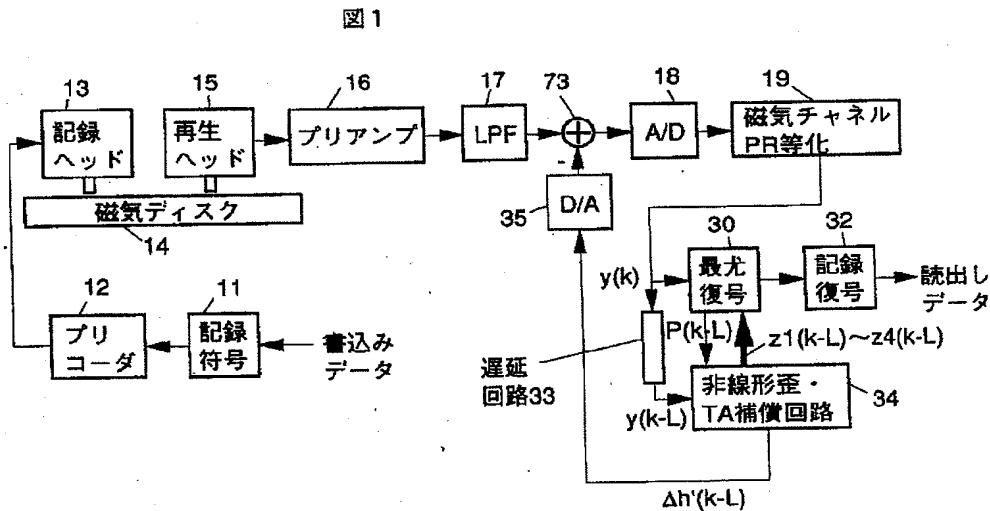 図1
13
記録
ヘッド
15
再生
ヘッド
16
プリアンプ
17
LPF
73
-
18
A/D
19
磁気チャネル
PR等化
磁気ディスク
14
35
D/A
12
プリ
コーダ
11
記録
符号
書込み
データ
y(k)
30
最尤
復号
32
記録
復号
読出し
データ
P(k-L)
z1(k-L)～z4(k-L)
遅延
回路33
y(k-L)
非線形歪・
TA補償回路
34
Δh'(k-L)